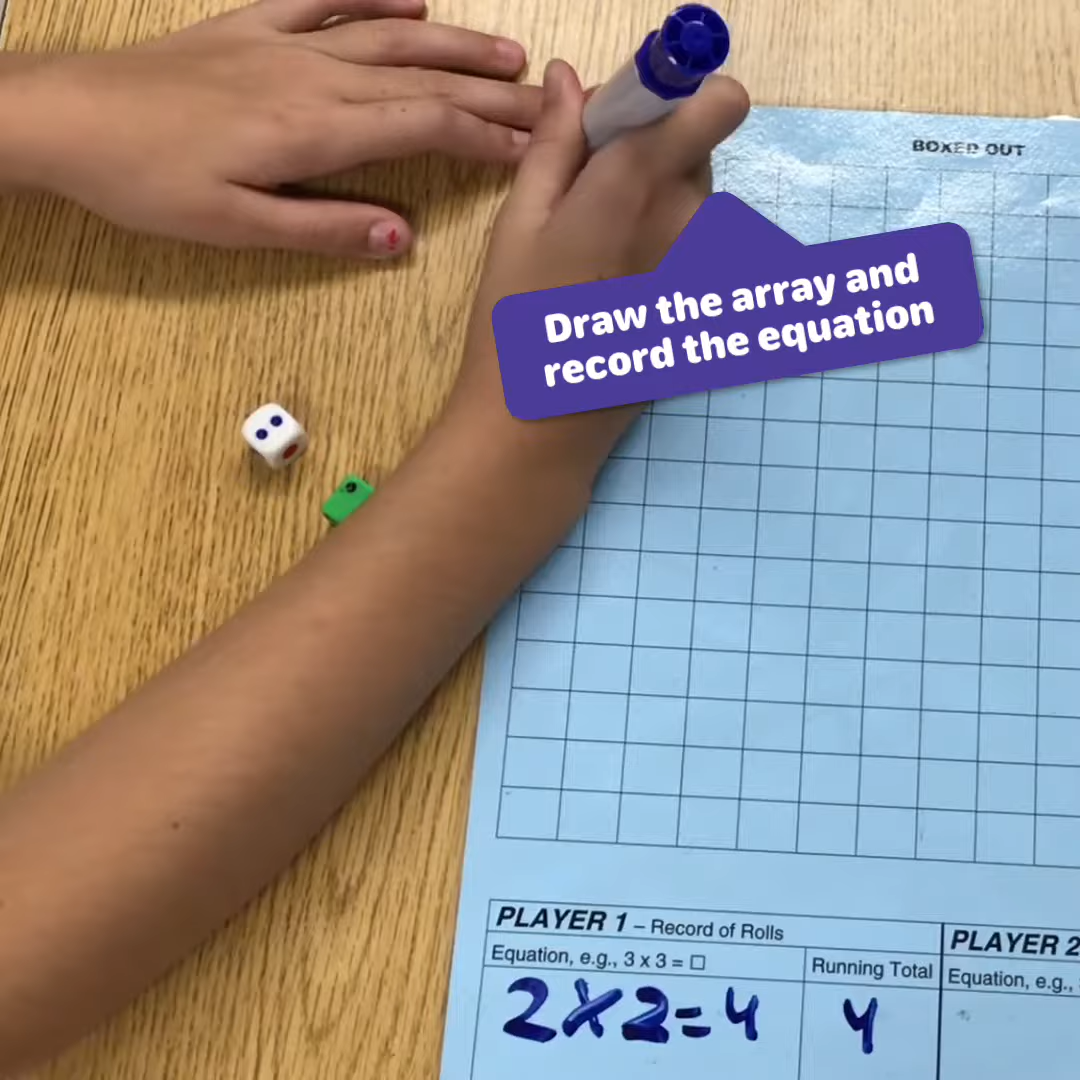 BOXED OUT
Draw the array and
record the equation
PLAYER 1 – Record of Rolls
Equation, e.g., 3 x 3 = □
Running Total
2x2=4
4
PLAYER 2
Equation, e.g.,